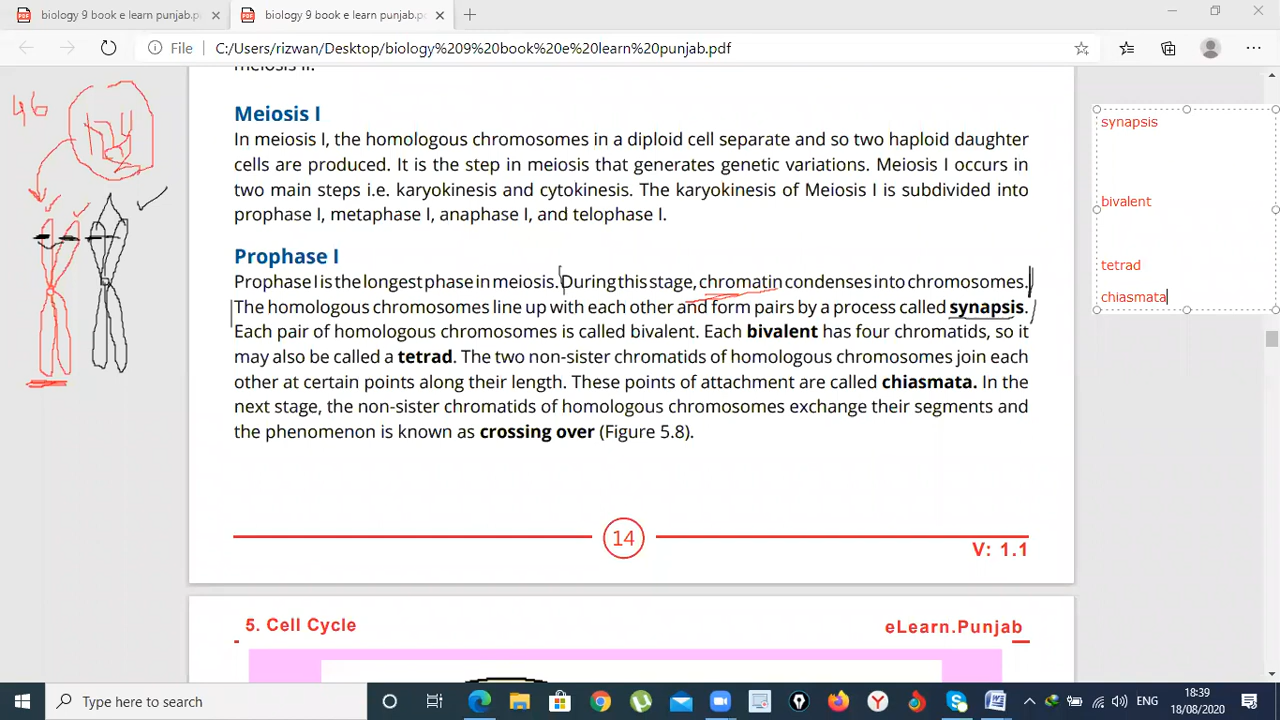 biology 9 book e learn punjab.p
biology 9 book e learn punjab.p
File C:/Users/rizwan/Desktop/biology%209%20book%20e%20learn%20punjab.pdf
meiosis II.
46
Meiosis I
In meiosis I, the homologous chromosomes in a diploid cell separate and so two haploid daughter
cells are produced. It is the step in meiosis that generates genetic variations. Meiosis I occurs in
two main steps i.e. karyokinesis and cytokinesis. The karyokinesis of Meiosis I is subdivided into
prophase I, metaphase I, anaphase I, and telophase I.
Prophase I
Prophase I is the longest phase in meiosis. During this stage, chromatin condenses into chromosomes.
The homologous chromosomes line up with each other and form pairs by a process called synapsis.
Each pair of homologous chromosomes is called bivalent. Each bivalent has four chromatids, so it
may also be called a tetrad. The two non-sister chromatids of homologous chromosomes join each
other at certain points along their length. These points of attachment are called chiasmata. In the
next stage, the non-sister chromatids of homologous chromosomes exchange their segments and
the phenomenon is known as crossing over (Figure 5.8).
synapsis
bivalent
tetrad
chiasmata
14
V: 1.1
5. Cell Cycle
eLearn.Punjab
Type here to search
ENG
18:39
18/08/2020